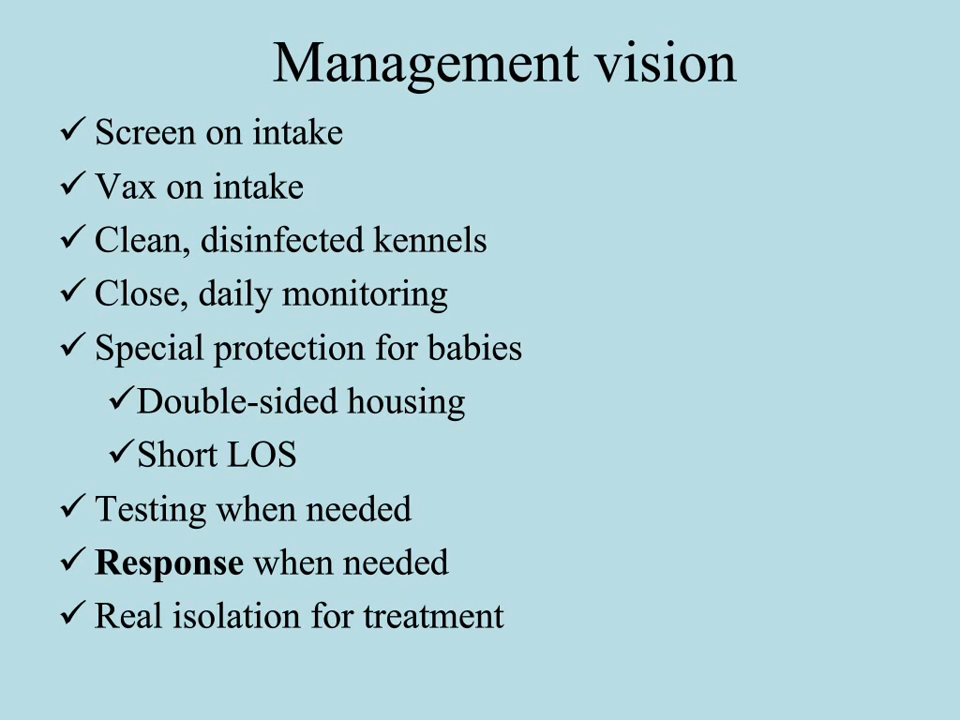 Management vision
✓ Screen on intake
✓ Vax on intake
✓ Clean, disinfected kennels
✓ Close, daily monitoring
✓ Special protection for babies
✓ Double-sided housing
✓ Short LOS
✓ Testing when needed
✓ Response when needed
✓ Real isolation for treatment